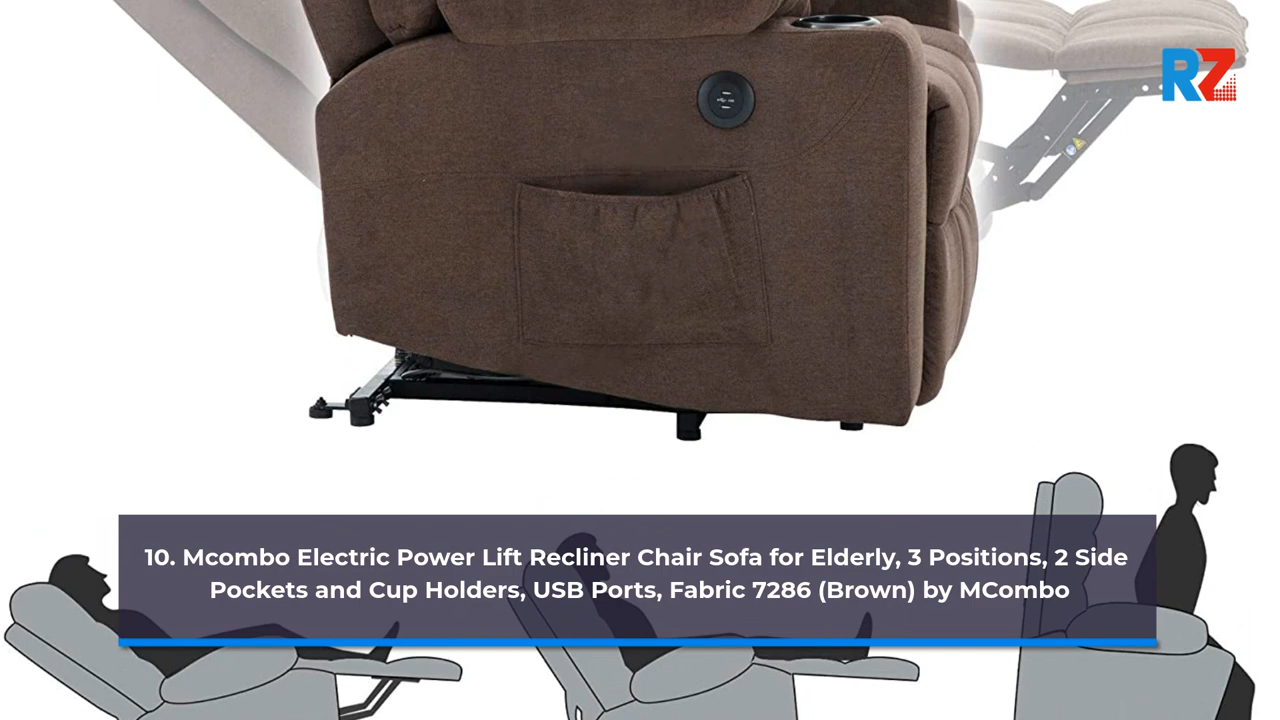 RZ
10. Mcombo Electric Power Lift Recliner Chair Sofa for Elderly, 3 Positions, 2 Side
Pockets and Cup Holders, USB Ports, Fabric 7286 (Brown) by MCombo